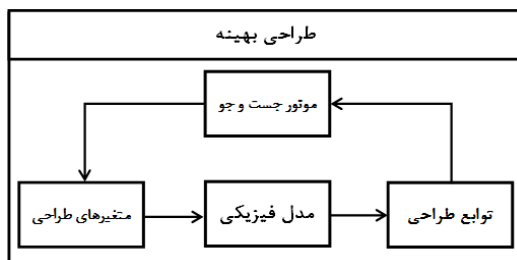 طراحی بهینه
موتور جست و جو
متغیرهای طراحی
مدل فیزیکی
توابع طراحی